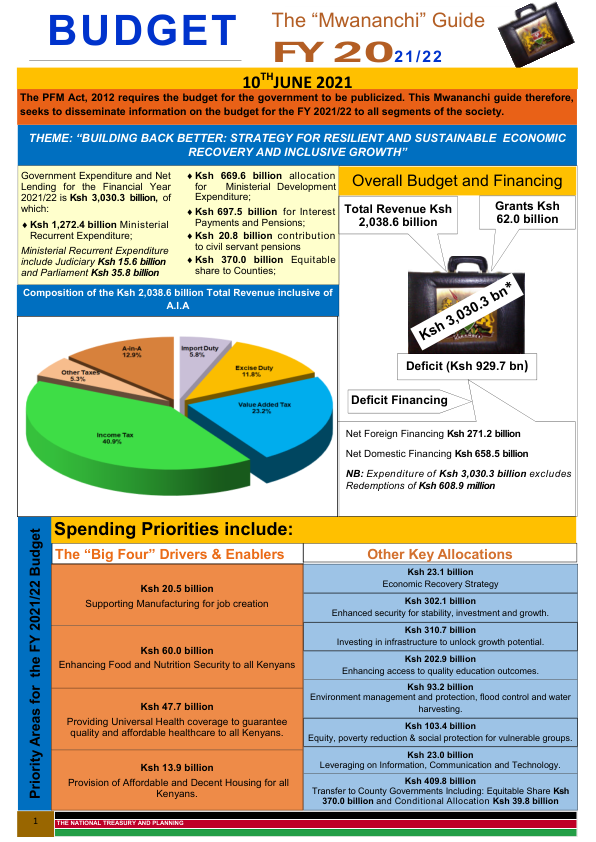 BUDGET
The “Mwananchi” Guide
FY 2021/22
10THJUNE 2021
The PFM Act, 2012 requires the budget for the government to be publicized. This Mwananchi guide therefore,
seeks to disseminate information on the budget for the FY 2021/22 to all segments of the society.
THEME: “BUILDING BACK BETTER: STRATEGY FOR RESILIENT AND SUSTAINABLE ECONOMIC
RECOVERY AND INCLUSIVE GROWTH”
Government Expenditure and Net
Lending for the Financial Year
2021/22 is Ksh 3,030.3 billion, of
which:
♦ Ksh 1,272.4 billion Ministerial
Recurrent Expenditure;
Ministerial Recurrent Expenditure
include Judiciary Ksh 15.6 billion
and Parliament Ksh 35.8 billion
♦ Ksh 669.6 billion allocation
for Ministerial Development
Expenditure;
♦ Ksh 697.5 billion for Interest
Payments and Pensions;
♦ Ksh 20.8 billion contribution
to civil servant pensions
♦ Ksh 370.0 billion Equitable
share to Counties;
Composition of the Ksh 2,038.6 billion Total Revenue inclusive of
A.I.A
A-in-A
12.9%
Import Duty
5.8%
Other Taxes
5.3%
Excise Duty
11.8%
Value Added Tax
23.2%
Income Tax
40.9%
Overall Budget and Financing
Total Revenue Ksh
2,038.6 billion
Grants Ksh
62.0 billion
Ksh 3,030.3 bn*
Deficit (Ksh 929.7 bn)
Deficit Financing
Net Foreign Financing Ksh 271.2 billion
Net Domestic Financing Ksh 658.5 billion
NB: Expenditure of Ksh 3,030.3 billion excludes
Redemptions of Ksh 608.9 million
Priority Areas for the FY 2021/22 Budget
Spending Priorities include:
The “Big Four” Drivers & Enablers
Ksh 20.5 billion
Supporting Manufacturing for job creation
Ksh 60.0 billion
Enhancing Food and Nutrition Security to all Kenyans
Ksh 47.7 billion
Providing Universal Health coverage to guarantee
quality and affordable healthcare to all Kenyans.
Ksh 13.9 billion
Provision of Affordable and Decent Housing for all
Kenyans.
Other Key Allocations
Ksh 23.1 billion
Economic Recovery Strategy
Ksh 302.1 billion
Enhanced security for stability, investment and growth.
Ksh 310.7 billion
Investing in infrastructure to unlock growth potential.
Ksh 202.9 billion
Enhancing access to quality education outcomes.
Ksh 93.2 billion
Environment management and protection, flood control and water
harvesting.
Ksh 103.4 billion
Equity, poverty reduction & social protection for vulnerable groups.
Ksh 23.0 billion
Leveraging on Information, Communication and Technology.
Ksh 409.8 billion
Transfer to County Governments Including: Equitable Share Ksh
370.0 billion and Conditional Allocation Ksh 39.8 billion
1
THE NATIONAL TREASURY AND PLANNING